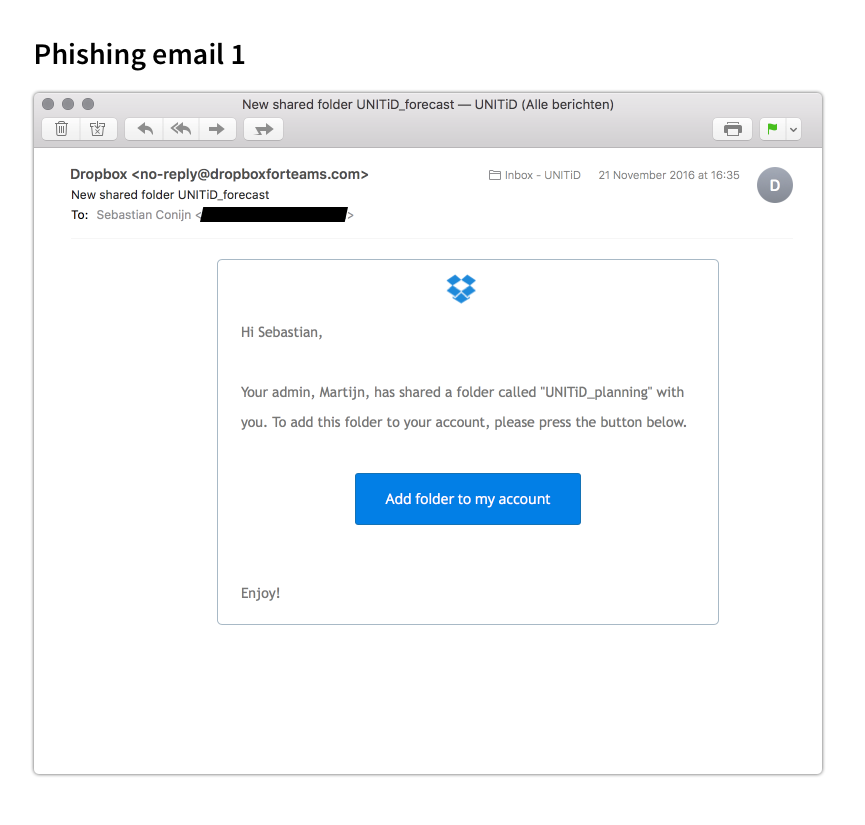 Phishing email 1
New shared folder UNITiD_forecast — UNITiD (Alle berichten)
Dropbox <no-reply@dropboxforteams.com>
Inbox - UNITiD
21 November 2016 at 16:35
D
New shared folder UNITiD_forecast
To: Sebastian Conijn < >
Hi Sebastian,
Your admin, Martijn, has shared a folder called "UNITiD_planning" with
you. To add this folder to your account, please press the button below.
Add folder to my account
Enjoy!